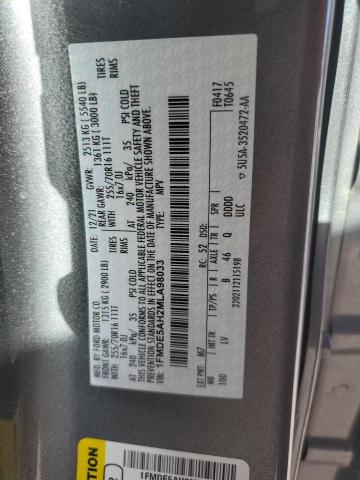 MFD. BY FORD MOTOR CO.
DATE: 12/21 GVWR: 2513 KG ( 5540 LB)
FRONT GAWR: 1315 KG ( 2900 LB) REAR GAWR: 1361 KG ( 3000 LB)
WITH 255/70R16 111T TIRES WITH 255/70R16 111T TIRES
16x7.0J RIMS 16x7.0J RIMS
AT 240 kPa/ 35 PSI COLD AT 240 kPa/ 35 PSI COLD
THIS VEHICLE CONFORMS TO ALL APPLICABLE FEDERAL MOTOR VEHICLE SAFETY AND THEFT
PREVENTION STANDARDS IN EFFECT ON THE DATE OF MANUFACTURE SHOWN ABOVE.
VIN: 1FMDE5AH2MLA98033
TYPE: MPV
F0417
T0645
EXT PNT: M7 RC: 52 DSO:
WB INT TR TP/PS R AXLE TR SPR
100 LV B 46 Q DDDD
3202112115198 ULC
5U5A-3520472-AA
TION
1FMDE5AH2